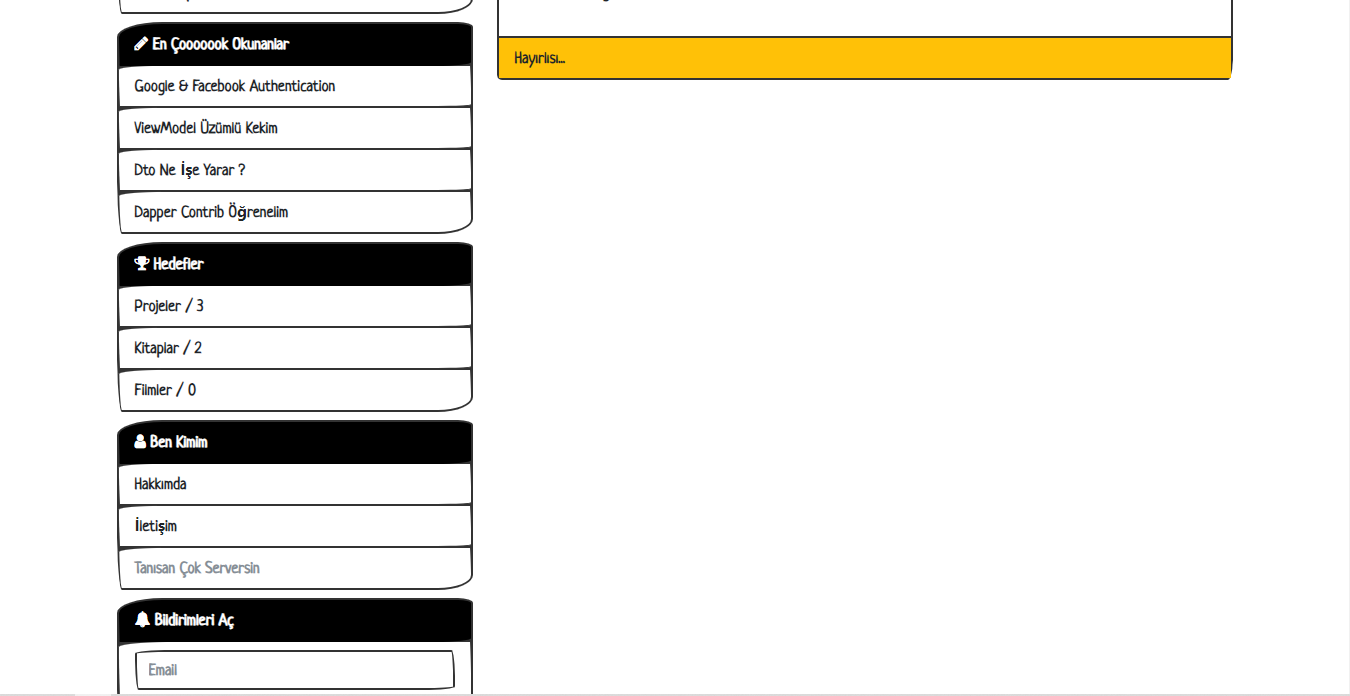 En Çooooook Okunanlar
Google & Facebook Authentication
ViewModel Üzümlü Kekim
Dto Ne İşe Yarar ?
Dapper Contrib Öğrenelim
Hedefler
Projeler / 3
Kitaplar / 2
Filmler / 0
Ben Kimim
Hakkımda
İletişim
Tanısan Çok Serversin
Bildirimleri Aç
Email
Hayırlısı...